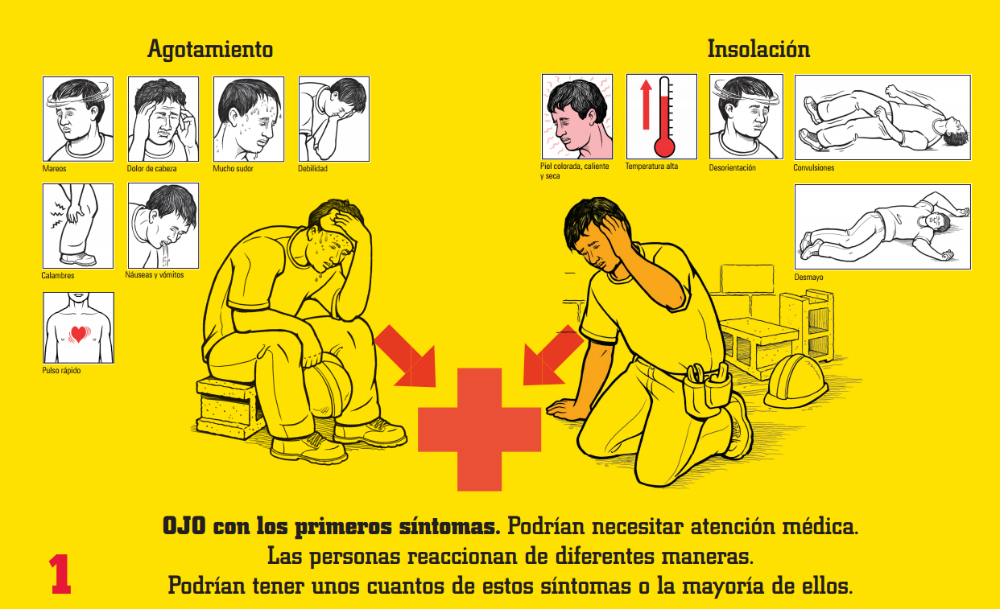 Agotamiento
Mareos
Dolor de cabeza
Mucho sudor
Debilidad
Calambres
Náuseas y vómitos
Pulso rápido
Insolación
Piel colorada, caliente
y seca
Temperatura alta
Desorientación
Convulsiones
Desmayo
OJO con los primeros síntomas. Podrían necesitar atención médica.
Las personas reaccionan de diferentes maneras.
Podrían tener unos cuantos de estos síntomas o la mayoría de ellos.
1